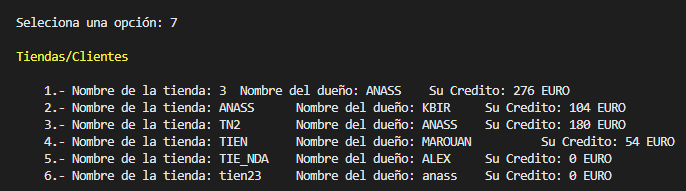 Seleciona una opción: 7
Tiendas/Clientes
1.- Nombre de la tienda: 3 Nombre del dueño: ANASS Su Credito: 276 EURO
2.- Nombre de la tienda: ANASS Nombre del dueño: KBIR Su Credito: 104 EURO
3.- Nombre de la tienda: TN2 Nombre del dueño: ANASS Su Credito: 180 EURO
4.- Nombre de la tienda: TIEN Nombre del dueño: MAROUAN Su Credito: 54 EURO
5.- Nombre de la tienda: TIE_NDA Nombre del dueño: ALEX Su Credito: 0 EURO
6.- Nombre de la tienda: tien23 Nombre del dueño: anass Su Credito: 0 EURO